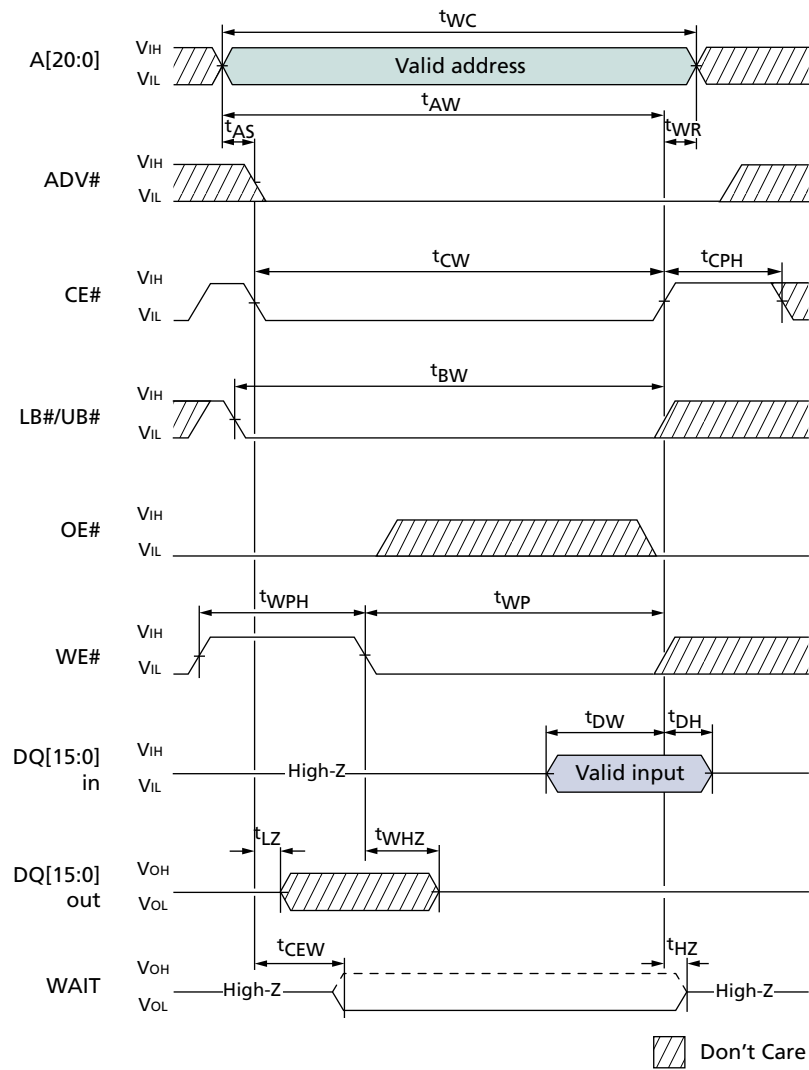 tWC
A[20:0]
VIH
VIL
Valid address
tAW
tAS
tWR
ADV#
VIH
VIL
tCW
tCPH
CE#
VIH
VIL
tBW
LB#/UB#
VIH
VIL
OE#
VIH
VIL
tWPH
tWP
WE#
VIH
VIL
tDW
tDH
DQ[15:0]
in
VIH
VIL
High-Z
Valid input
tLZ
tWHZ
DQ[15:0]
out
VOH
VOL
tCEW
tHZ
WAIT
VOH
VOL
High-Z
High-Z
Don't Care